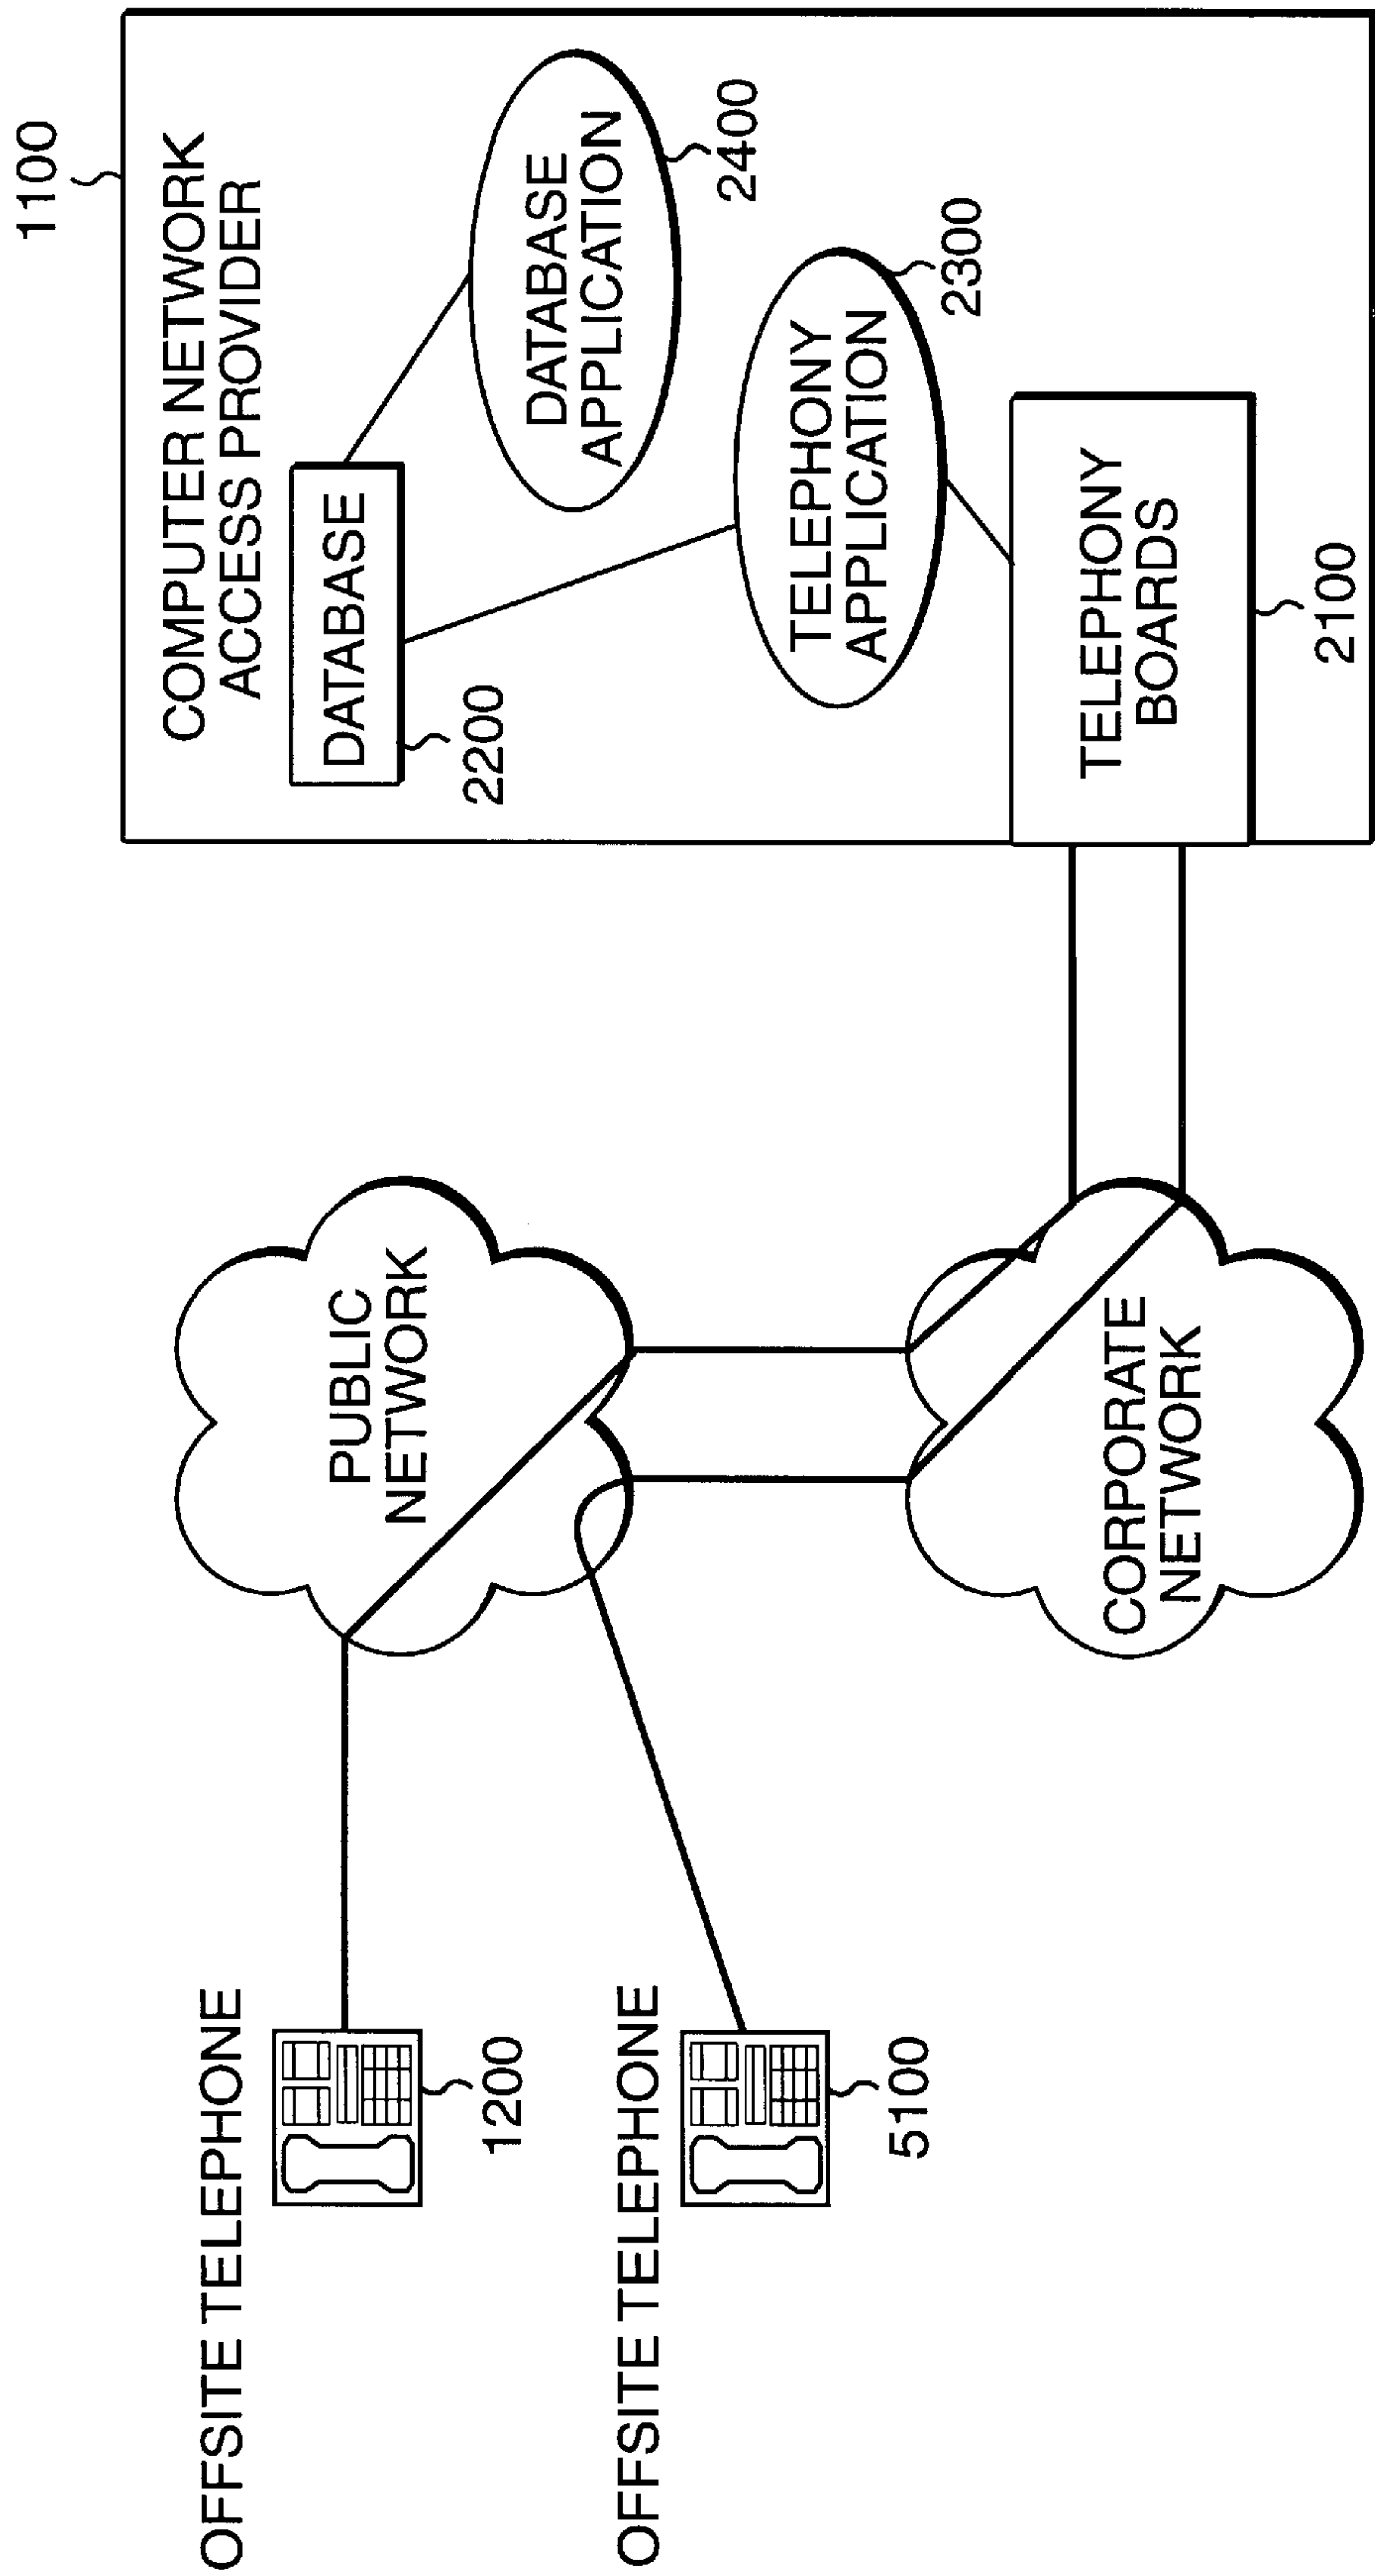 1100
COMPUTER NETWORK
ACCESS PROVIDER
DATABASE
2200
DATABASE
APPLICATION
2400
TELEPHONY
APPLICATION
2300
TELEPHONY
BOARDS
2100
PUBLIC
NETWORK
CORPORATE
NETWORK
OFFSITE TELEPHONE
1200
OFFSITE TELEPHONE
5100